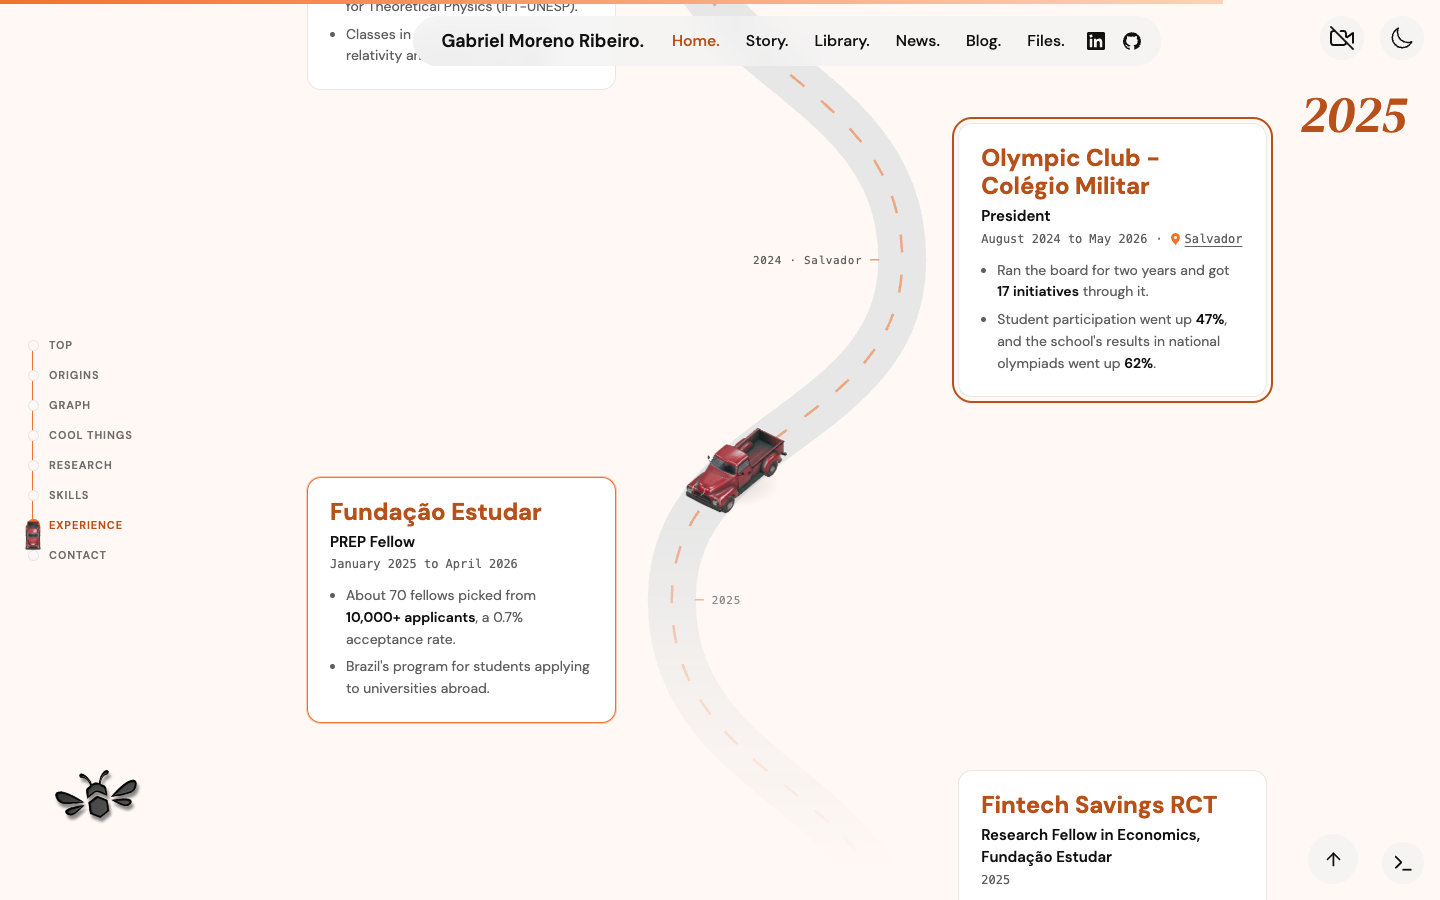 for Theoretical Physics (IFT-UNESP).
Classes in
relativity an
Gabriel Moreno Ribeiro.
Home.
Story.
Library.
News.
Blog.
Files.
2025
Olympic Club –
Colégio Militar
President
August 2024 to May 2026 · Salvador
Ran the board for two years and got
17 initiatives through it.
Student participation went up 47%,
and the school's results in national
olympiads went up 62%.
2024 · Salvador
TOP
ORIGINS
GRAPH
COOL THINGS
RESEARCH
SKILLS
EXPERIENCE
CONTACT
Fundação Estudar
PREP Fellow
January 2025 to April 2026
About 70 fellows picked from
10,000+ applicants, a 0.7%
acceptance rate.
Brazil's program for students applying
to universities abroad.
2025
Fintech Savings RCT
Research Fellow in Economics,
Fundação Estudar
2025